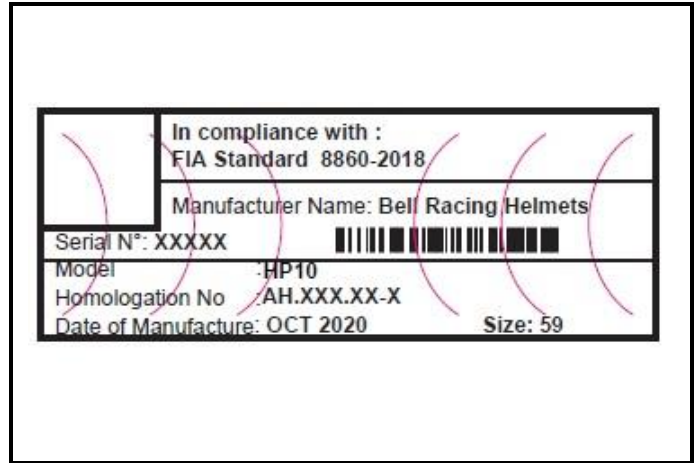 In compliance with :
FIA Standard 8860-2018
Manufacturer Name: Bell Racing Helmets
Serial N°: XXXXX
Model :HP10
Homologation No :AH.XXX.XX-X
Date of Manufacture: OCT 2020 Size: 59